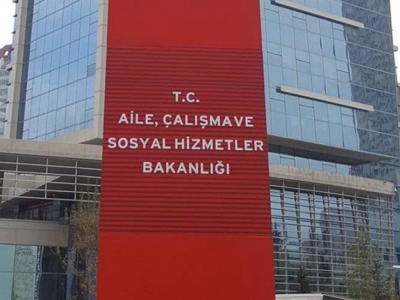 T.C.
AİLE, ÇALIŞMA VE
SOSYAL HİZMETLER
BAKANLIĞI